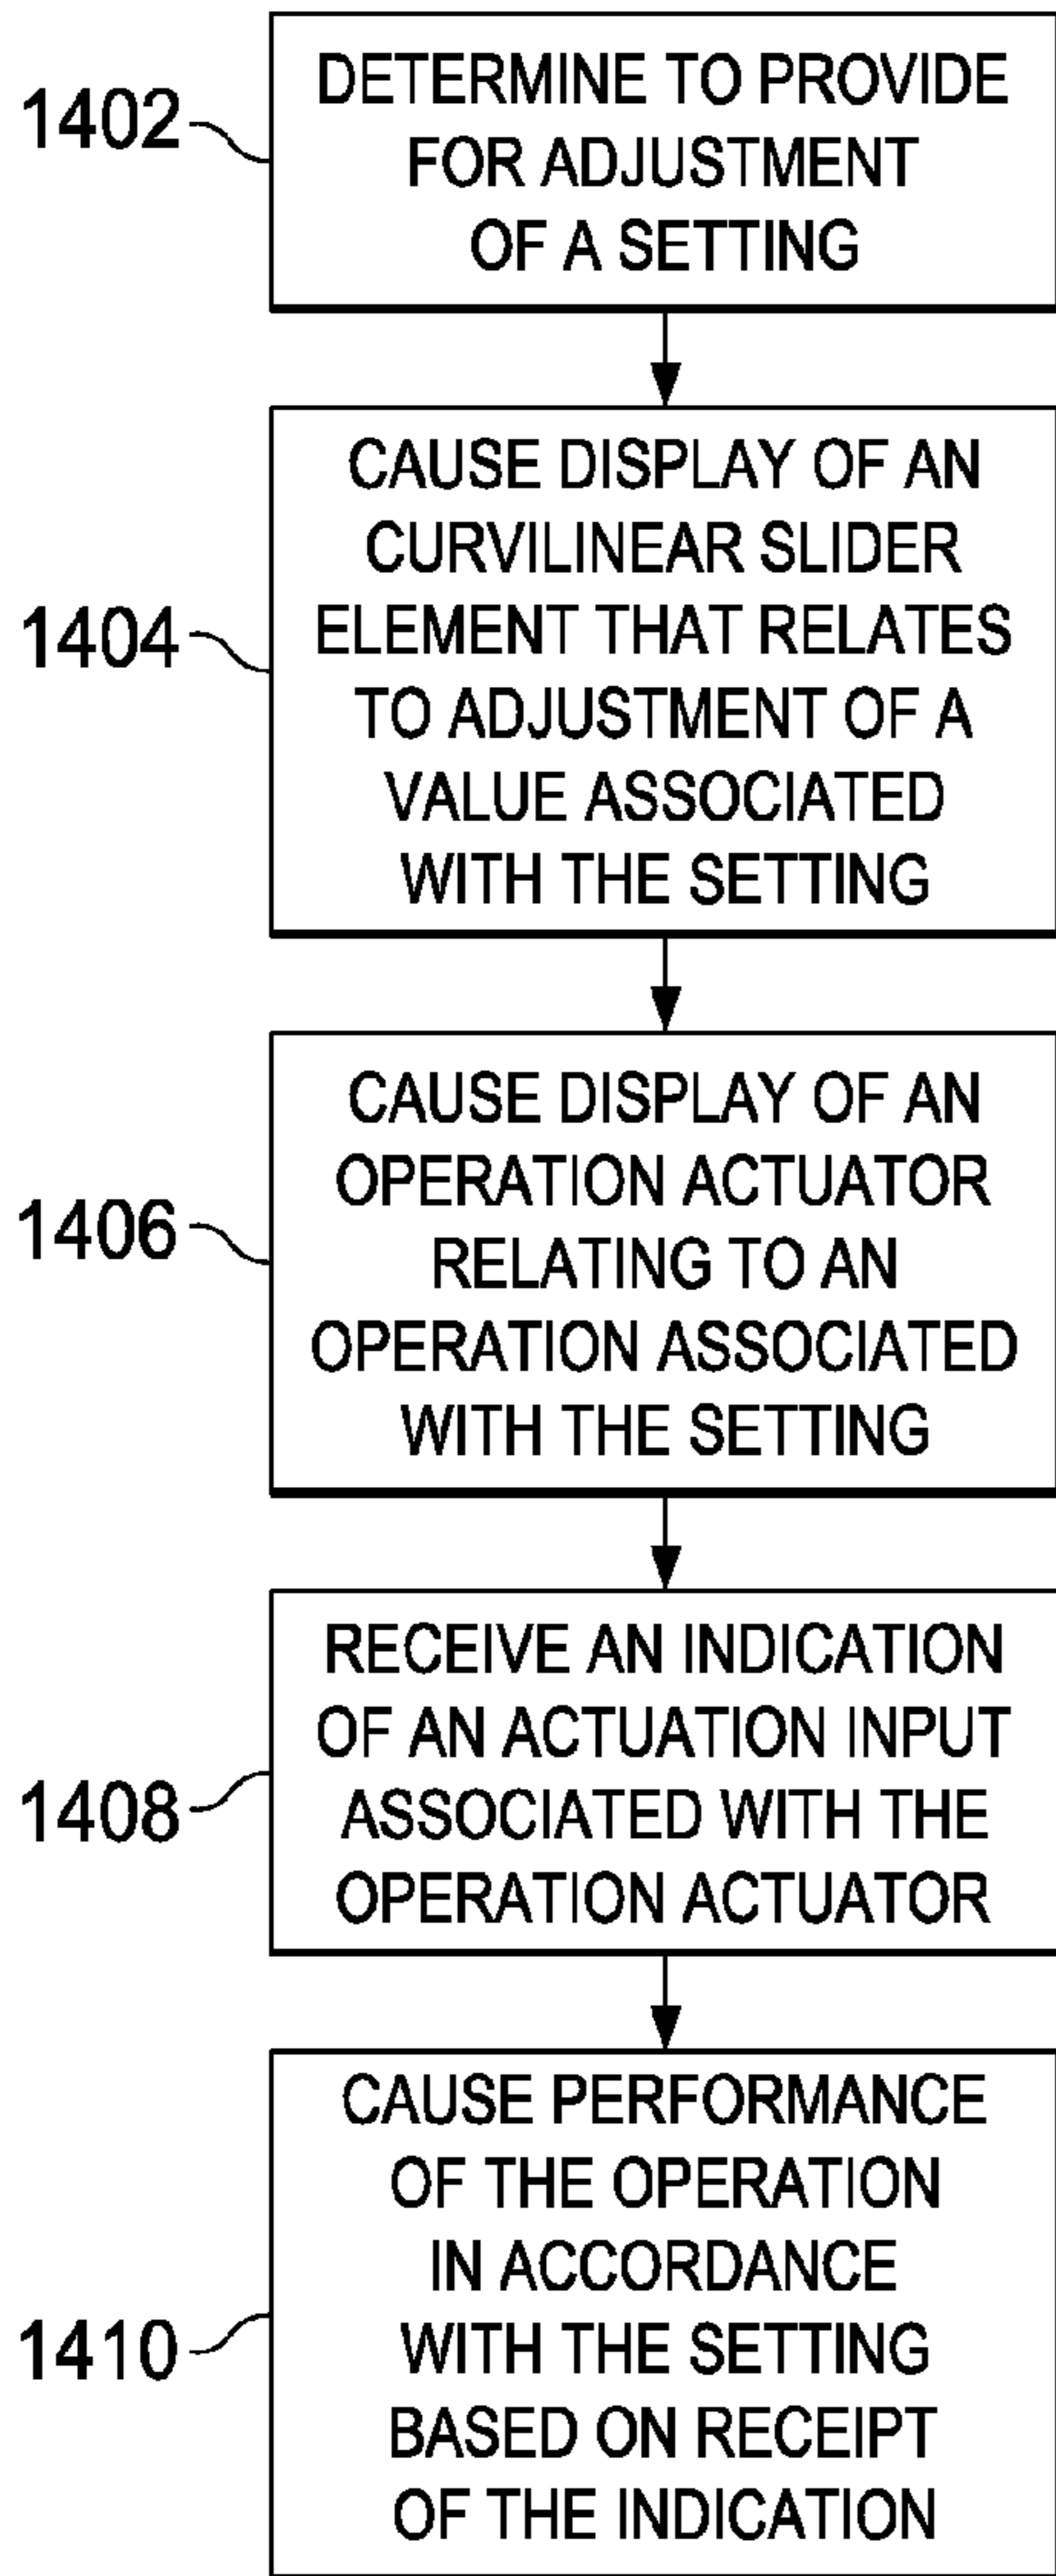 1402
DETERMINE TO PROVIDE
FOR ADJUSTMENT
OF A SETTING
1404
CAUSE DISPLAY OF AN
CURVILINEAR SLIDER
ELEMENT THAT RELATES
TO ADJUSTMENT OF A
VALUE ASSOCIATED
WITH THE SETTING
1406
CAUSE DISPLAY OF AN
OPERATION ACTUATOR
RELATING TO AN
OPERATION ASSOCIATED
WITH THE SETTING
1408
RECEIVE AN INDICATION
OF AN ACTUATION INPUT
ASSOCIATED WITH THE
OPERATION ACTUATOR
1410
CAUSE PERFORMANCE
OF THE OPERATION
IN ACCORDANCE
WITH THE SETTING
BASED ON RECEIPT
OF THE INDICATION